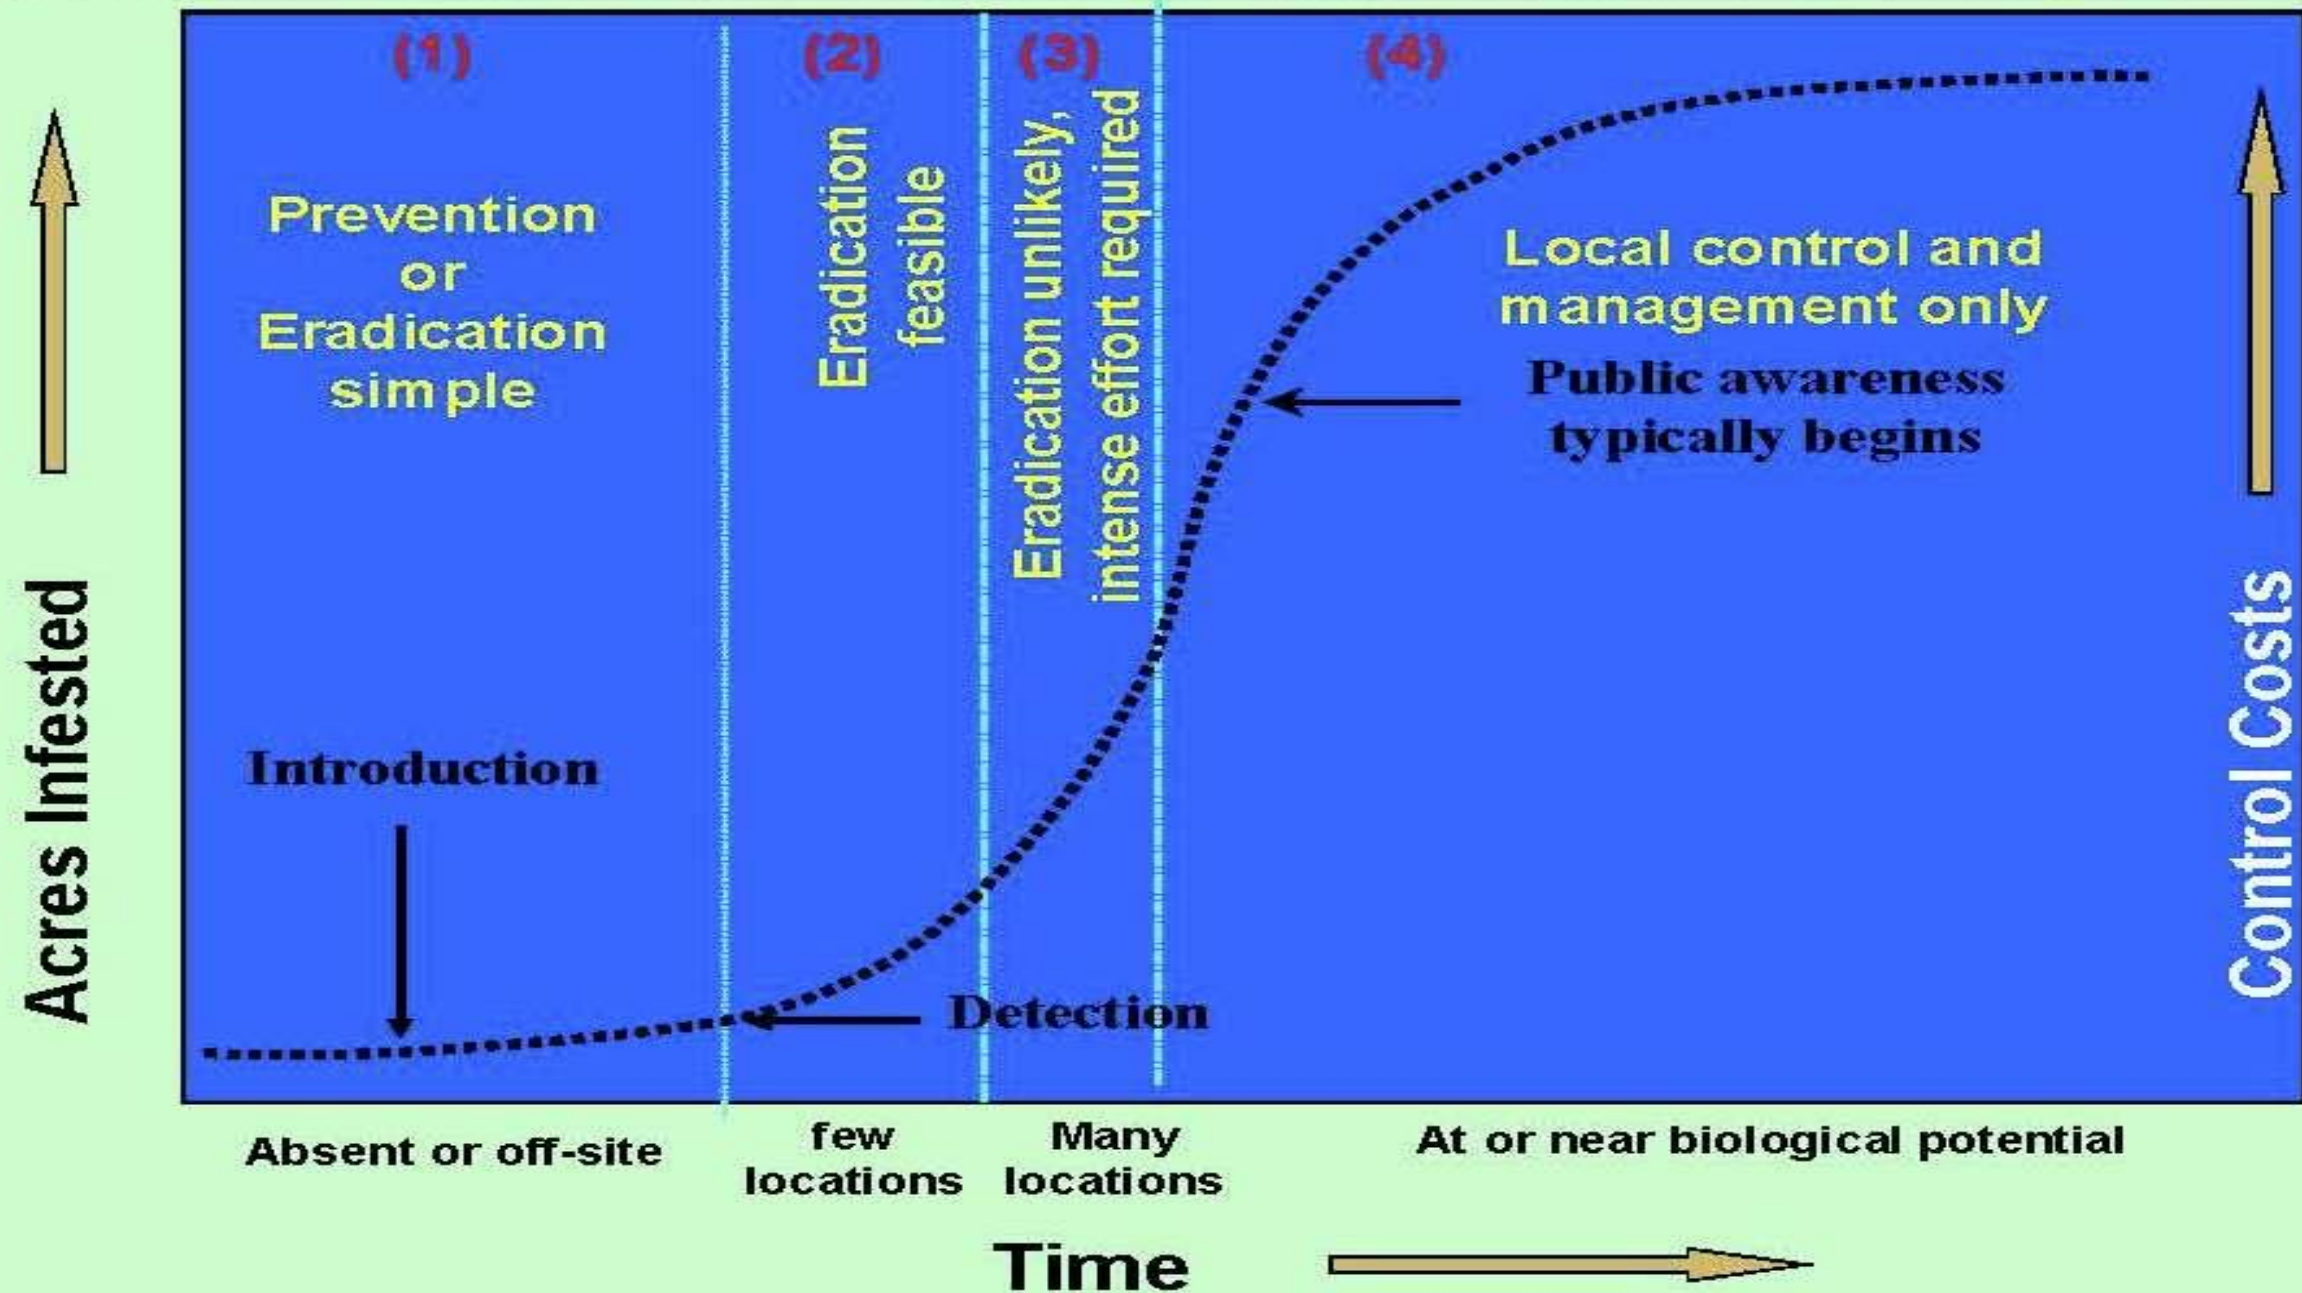 (1)
(2)
(3)
(4)
Prevention
or
Eradication
simple
Eradication
feasible
Eradication unlikely,
intense effort required
Local control and
management only
Public awareness
typically begins
Introduction
Detection
Acres Infested
Control Costs
Absent or off-site
few
locations
Many
locations
At or near biological potential
Time